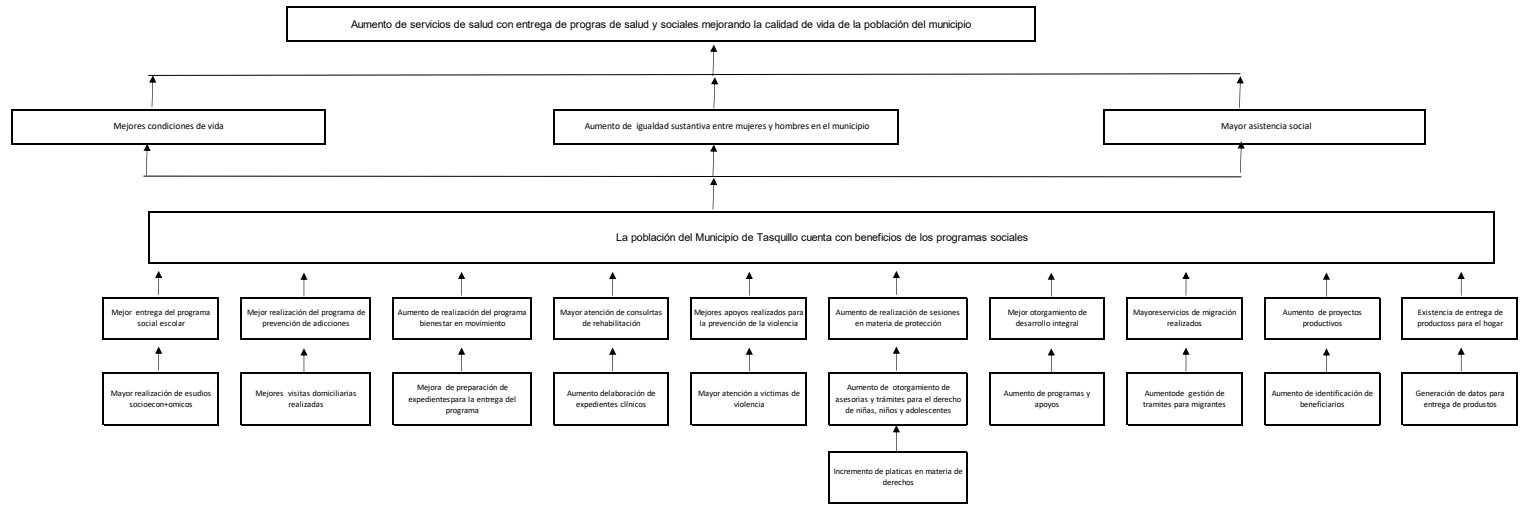 Aumento de servicios de salud con entrega de progras de salud y sociales mejorando la calidad de vida de la población del municipio
Mejores condiciones de vida
Aumento de igualdad sustantiva entre mujeres y hombres en el municipio
Mayor asistencia social
La población del Municipio de Tasquillo cuenta con beneficios de los programas sociales
Mejor entrega del programa
social escolar
Mejor realización del programa de
prevención de adicciones
Aumento de realización del programa
bienestar en movimiento
Mayor atención de consulrtas
de rehabilitación
Mejores apoyos realizados para
la prevención de la violencia
Aumento de realización de sesiones
en materia de protección
Mejor otorgamiento de
desarrollo integral
Mayoreservicios de migración
realizados
Aumento de proyectos
productivos
Existencia de entrega de
productoss para el hogar
Mayor realización de esudios
socioecon+omicos
Mejores visitas domiciliarias
realizadas
Mejora de preparación de
expedientespara la entrega del
programa
Aumento delaboración de
expedientes clínicos
Mayor atención a victimas de
violencia
Aumento de otorgamiento de
asesorias y trámites para el derecho
de niñas, niños y adolescentes
Aumento de programas y
apoyos
Aumentode gestión de
tramites para migrantes
Aumento de identificación de
beneficiarios
Generación de datos para
entrega de produstos
Incremento de platicas en materia de
derechos